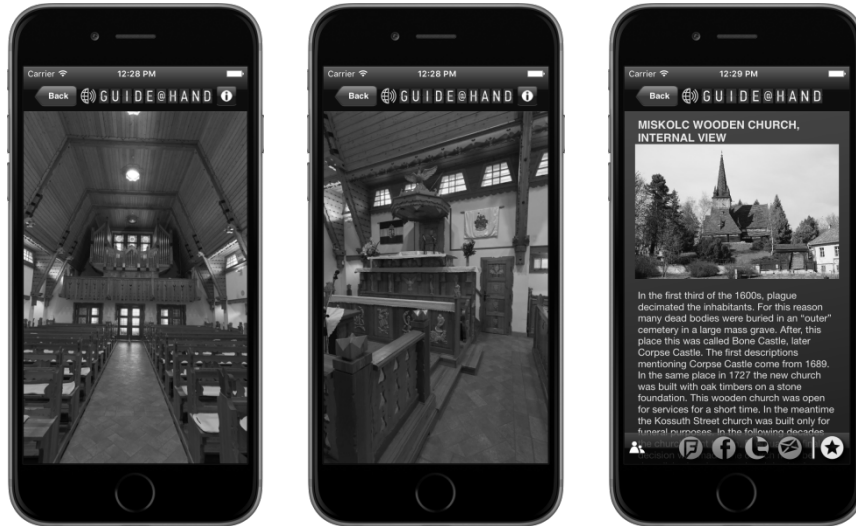 Carrier 12:28 PM
Back GUIDE@HAND
Carrier 12:28 PM
Back GUIDE@HAND
Carrier 12:29 PM
Back GUIDE@HAND
MISKOLC WOODEN CHURCH,
INTERNAL VIEW
In the first third of the 1600s, plague
decimated the inhabitants. For this reason
many dead bodies were buried in an “outer”
cemetery in a large mass grave. After, this
place this was called Bone Castle, later
Corpse Castle. The first descriptions
mentioning Corpse Castle come from 1689.
In the same place in 1727 the new church
was built with oak timbers on a stone
foundation. This wooden church was open
for services for a short time. In the meantime
the Kossuth Street church was built only for
funeral purposes. In the following decades